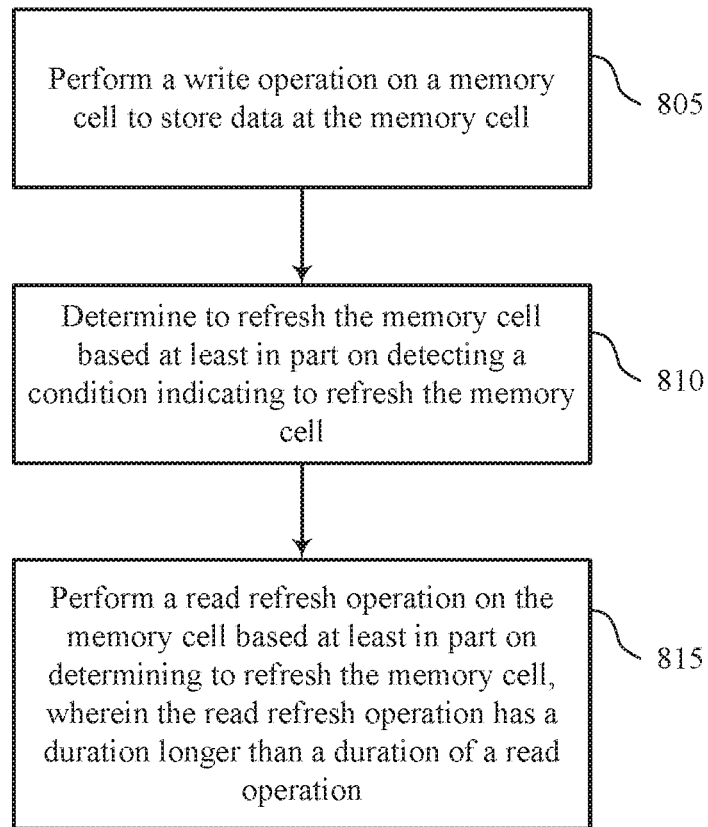 Perform a write operation on a memory
cell to store data at the memory cell
805
Determine to refresh the memory cell
based at least in part on detecting a
condition indicating to refresh the memory
cell
810
Perform a read refresh operation on the
memory cell based at least in part on
determining to refresh the memory cell,
wherein the read refresh operation has a
duration longer than a duration of a read
operation
815